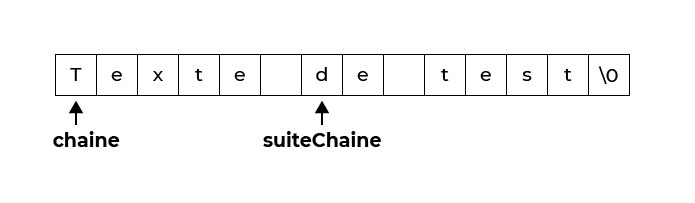 T e x t e   d e   t e s t \0
chaine suiteChaine